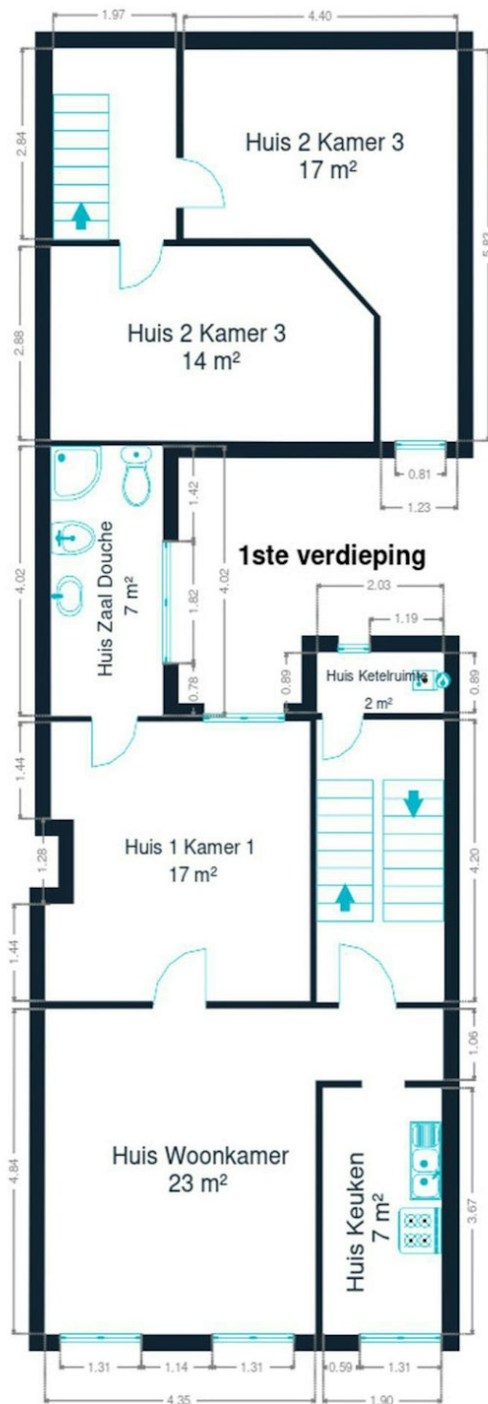 1.97
4.40
2.84
Huis 2 Kamer 3
17 m²
5.83
2.88
Huis 2 Kamer 3
14 m²
0.81
1.23
4.02
Huis Zaal Douche
7 m²
1.42
1.82
0.78
4.02
1ste verdieping
2.03
1.19
0.89
Huis Ketelruimte
2 m²
0.89
1.44
1.28
1.44
Huis 1 Kamer 1
17 m²
4.20
1.06
4.84
Huis Woonkamer
23 m²
Huis Keuken
7 m²
3.67
1.31
1.14
1.31
0.59
1.31
4.35
1.90